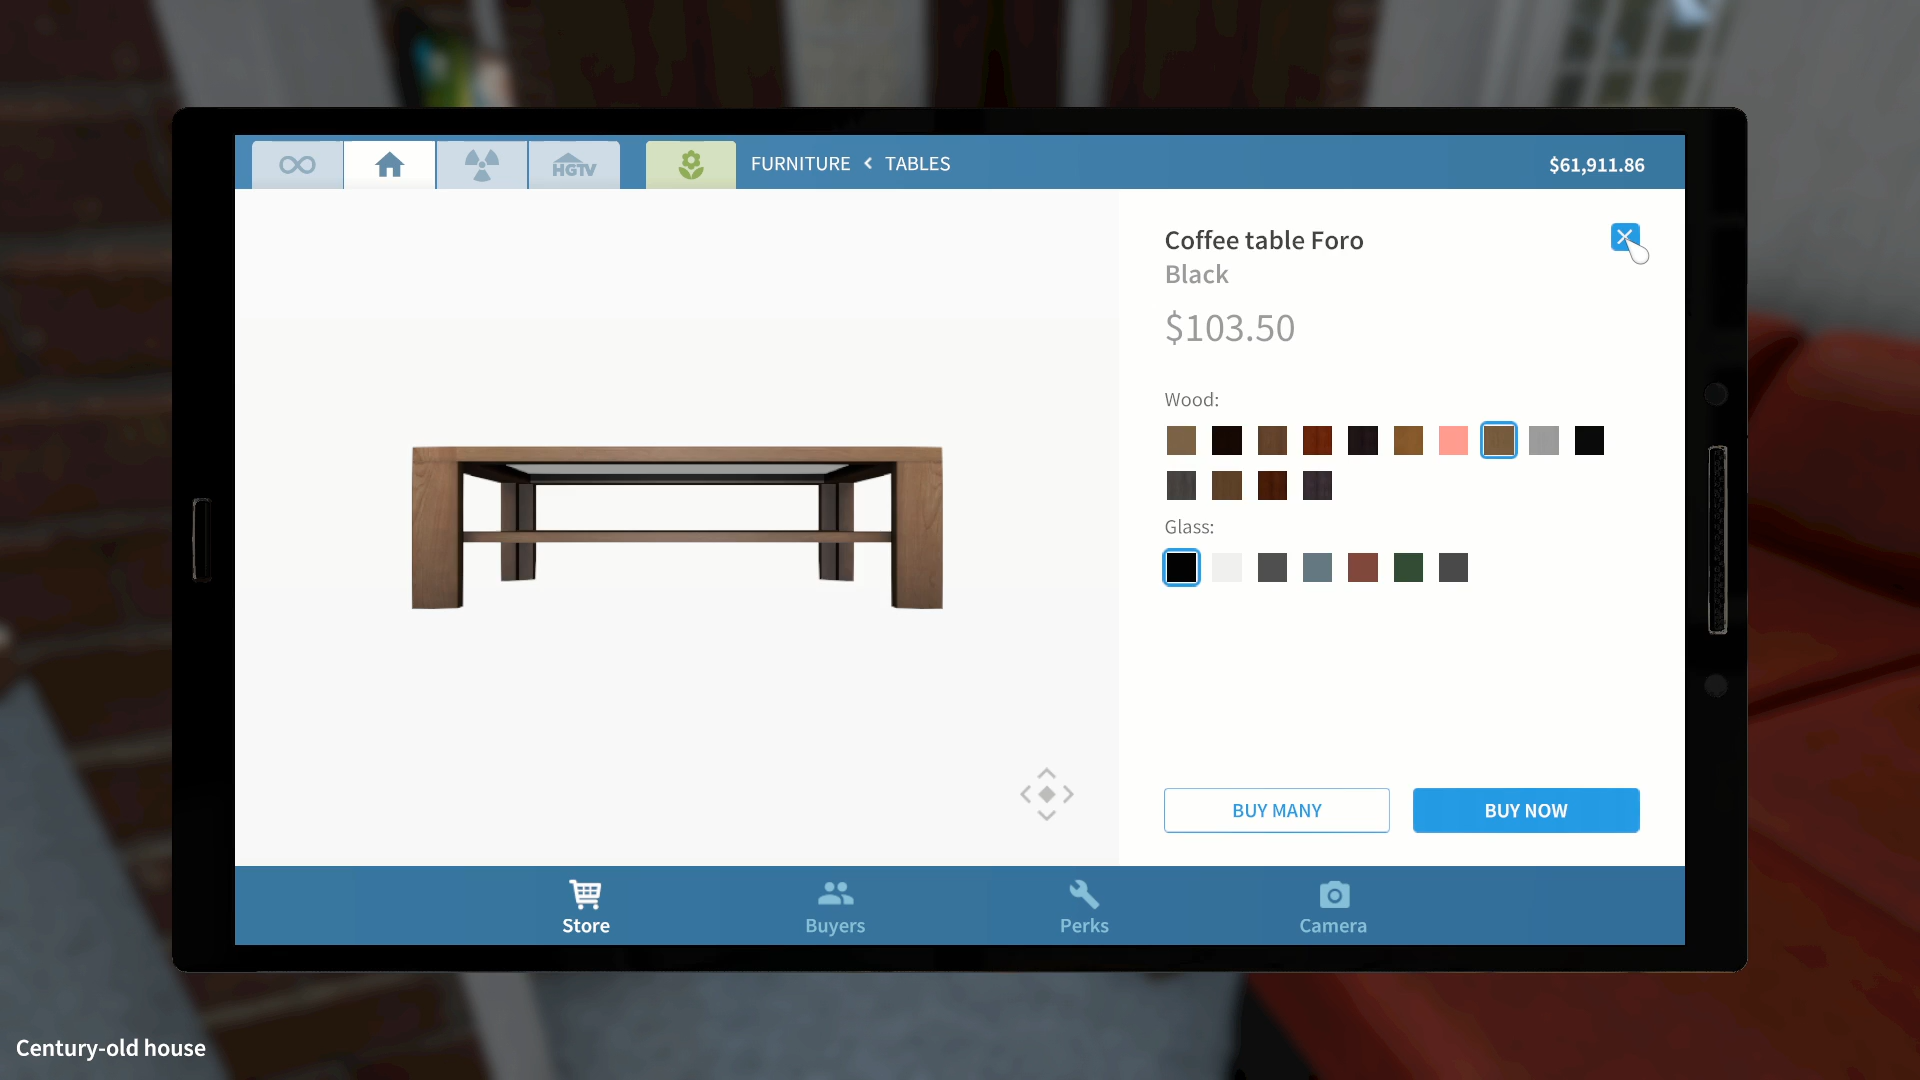 HGTV
FURNITURE < TABLES
$61,911.86
Coffee table Foro
Black
$103.50
Wood:
Glass:
BUY MANY
BUY NOW
Store
Buyers
Perks
Camera
Century-old house